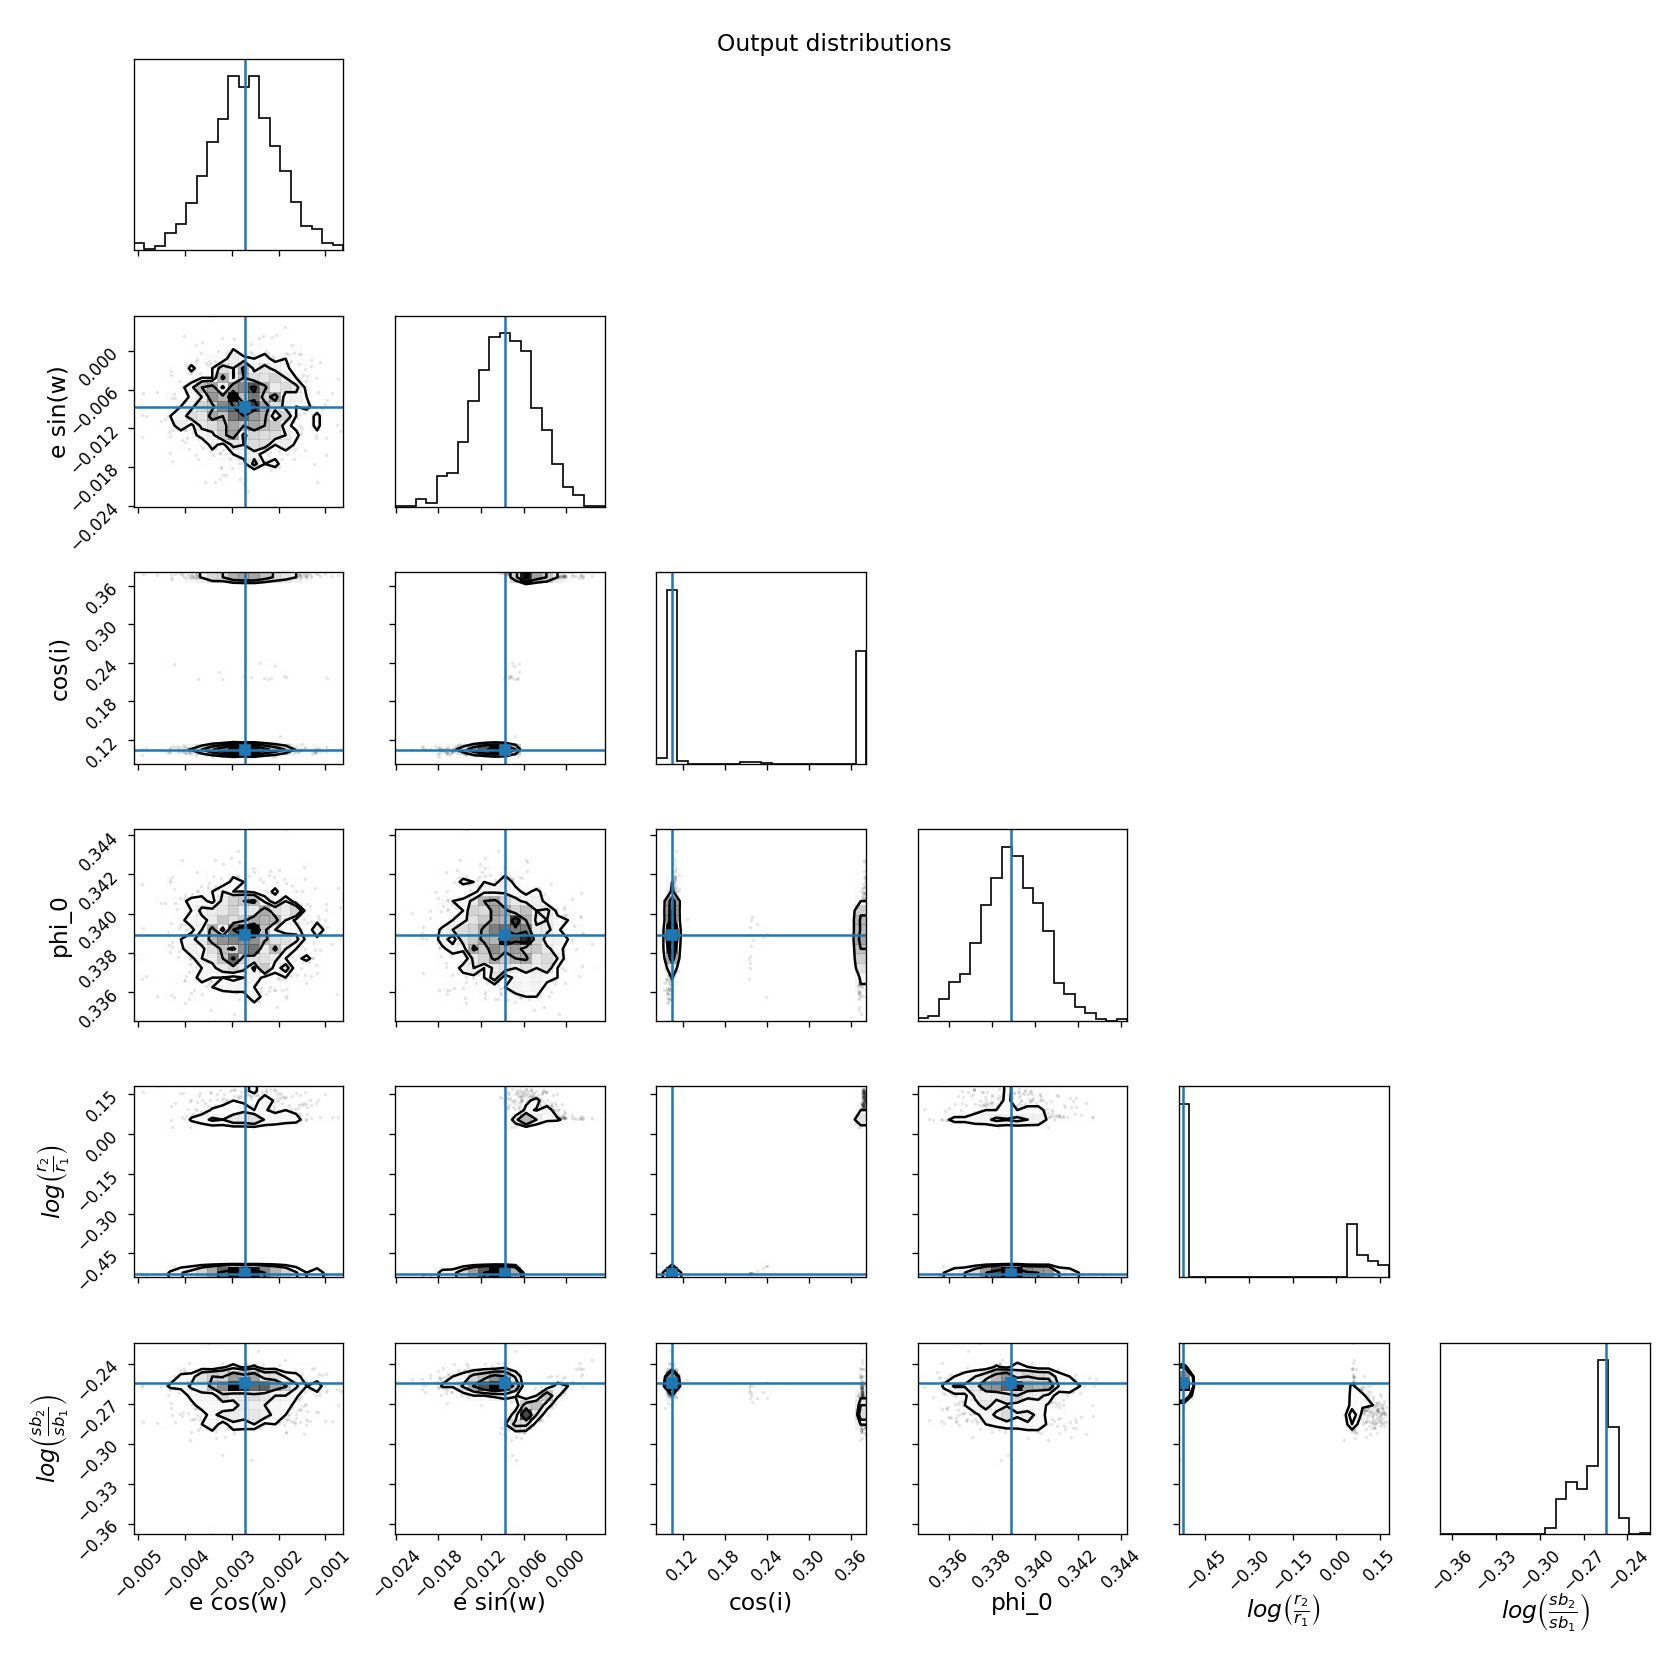 Output distributions
e sin(w)
0.000
−0.006
−0.012
−0.018
−0.024
cos(i)
0.36
0.30
0.24
0.18
0.12
phi_0
0.344
0.342
0.340
0.338
0.336
log(r₂/r₁)
0.15
0.00
−0.15
−0.30
−0.45
log(sb₂/sb₁)
−0.24
−0.27
−0.30
−0.33
−0.36
−0.005 −0.004 −0.003 −0.002 −0.001
−0.024 −0.018 −0.012 −0.006 0.000
0.12 0.18 0.24 0.30 0.36
0.336 0.338 0.340 0.342 0.344
−0.45 −0.30 −0.15 0.00 0.15
−0.36 −0.33 −0.30 −0.27 −0.24
e cos(w)
e sin(w)
cos(i)
phi_0
log(r₂/r₁)
log(sb₂/sb₁)